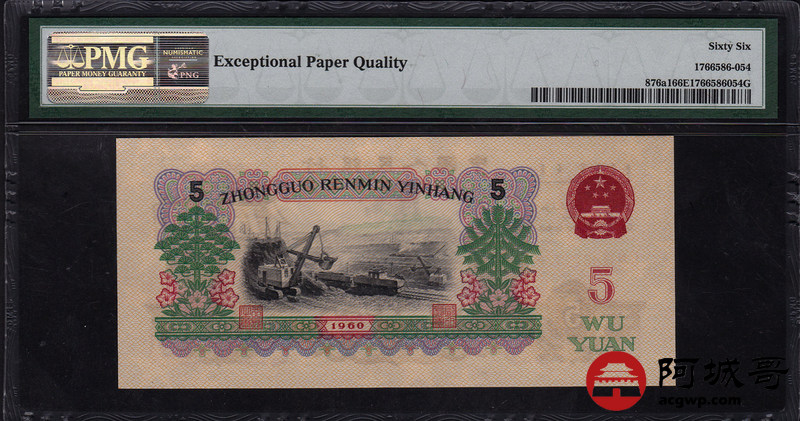 PMG
PAPER MONEY GUARANTY
NUMISMATIC
PNG
Exceptional Paper Quality
Sixty Six
1766586-054
876a166E1766586054G
5
ZHONGGUO RENMIN YINHANG
5
1960
5
WU
YUAN
阿城哥
acgwp.com